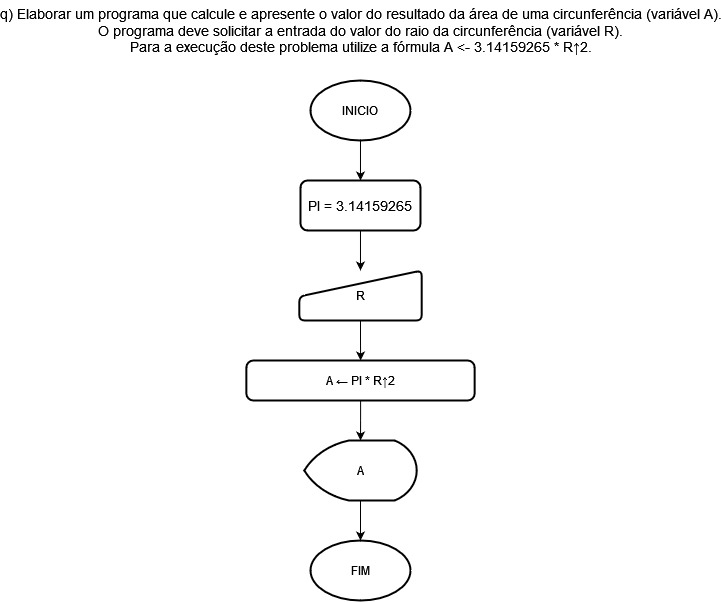 q) Elaborar um programa que calcule e apresente o valor do resultado da área de uma circunferência (variável A).
O programa deve solicitar a entrada do valor do raio da circunferência (variável R).
Para a execução deste problema utilize a fórmula A <- 3.14159265 * R↑2.
INICIO
PI = 3.14159265
R
A ← PI * R↑2
A
FIM